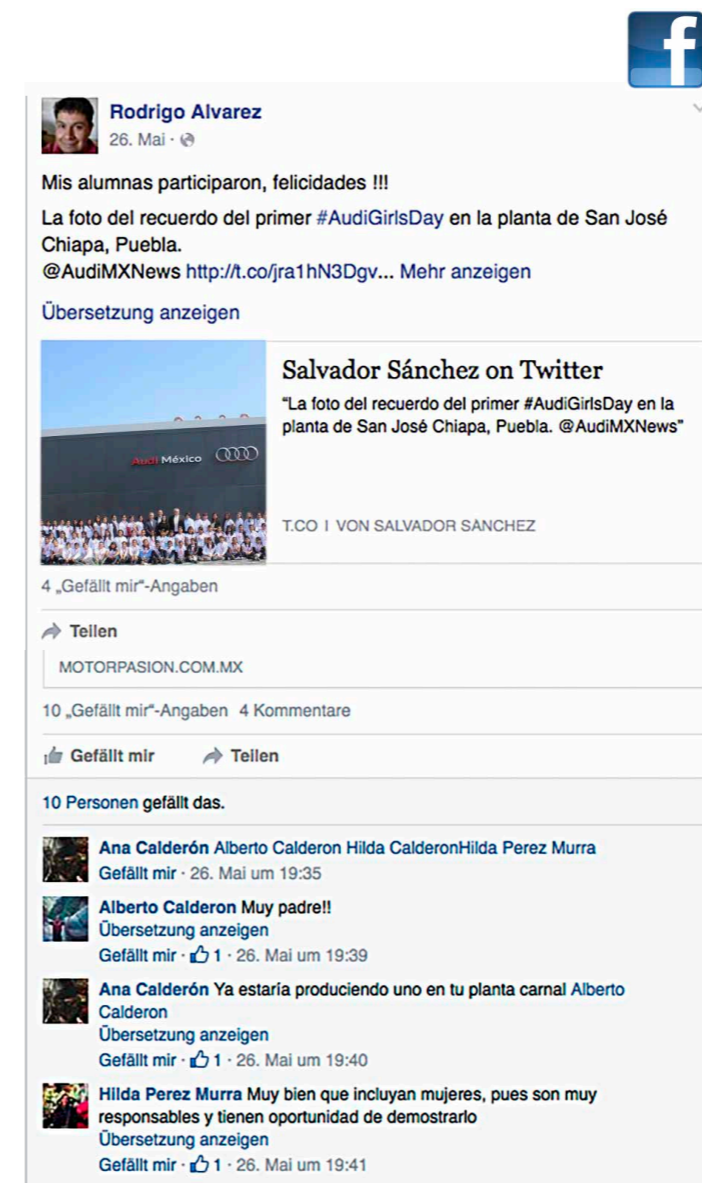 f
Rodrigo Alvarez
26. Mai ·
Mis alumnas participaron, felicidades !!!
La foto del recuerdo del primer #AudiGirlsDay en la planta de San José
Chiapa, Puebla.
@AudiMXNews http://t.co/jra1hN3Dgv... Mehr anzeigen
Übersetzung anzeigen
Audi México
Salvador Sánchez on Twitter
“La foto del recuerdo del primer #AudiGirlsDay en la
planta de San José Chiapa, Puebla. @AudiMXNews”
T.CO I VON SALVADOR SÁNCHEZ
4 „Gefällt mir“-Angaben
Teilen
MOTORPASION.COM.MX
10 „Gefällt mir“-Angaben 4 Kommentare
Gefällt mir Teilen
10 Personen gefällt das.
Ana Calderón Alberto Calderon Hilda CalderonHilda Perez Murra
Gefällt mir · 26. Mai um 19:35
Alberto Calderon Muy padre!!
Übersetzung anzeigen
Gefällt mir · 1 · 26. Mai um 19:39
Ana Calderón Ya estaría produciendo uno en tu planta carnal Alberto
Calderon
Übersetzung anzeigen
Gefällt mir · 1 · 26. Mai um 19:40
Hilda Perez Murra Muy bien que incluyan mujeres, pues son muy
responsables y tienen oportunidad de demostrarlo
Übersetzung anzeigen
Gefällt mir · 1 · 26. Mai um 19:41